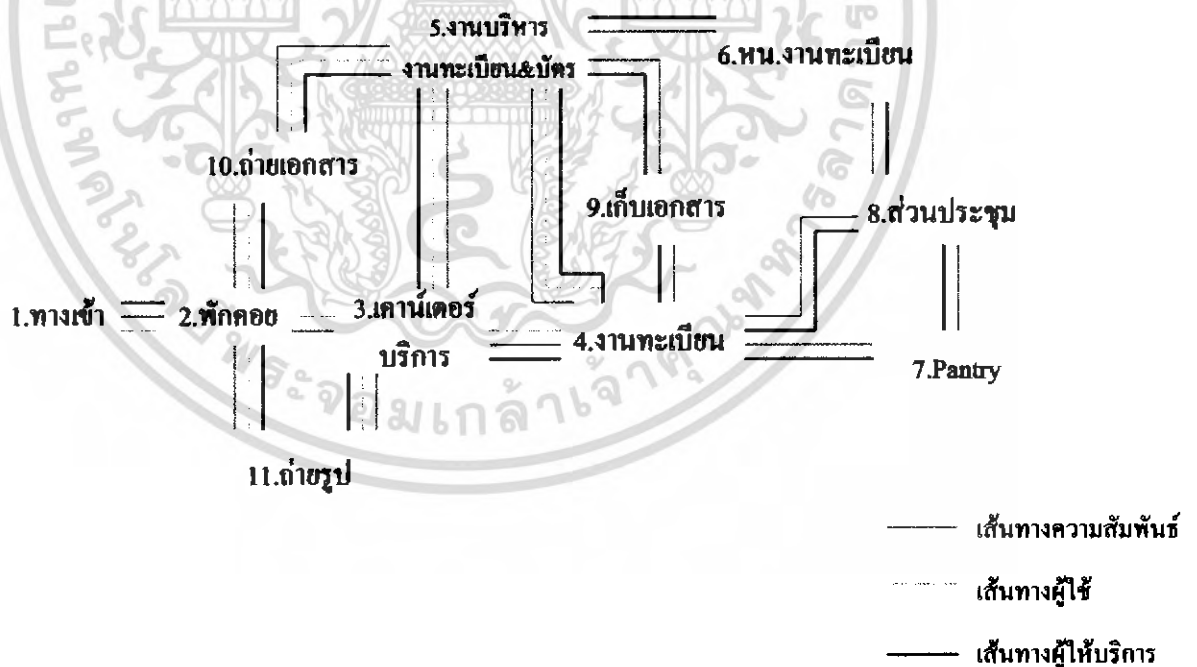 5.งานบริหาร
งานทะเบียน&บัตร
6.หน.งานทะเบียน
10.ถ่ายเอกสาร
9.เก็บเอกสาร
8.ส่วนประชุม
1.ทางเข้า
2.พักคอย
3.เคาน์เตอร์
บริการ
4.งานทะเบียน
7.Pantry
11.ถ่ายรูป
เส้นทางความสัมพันธ์
เส้นทางผู้ใช้
เส้นทางผู้ให้บริการ